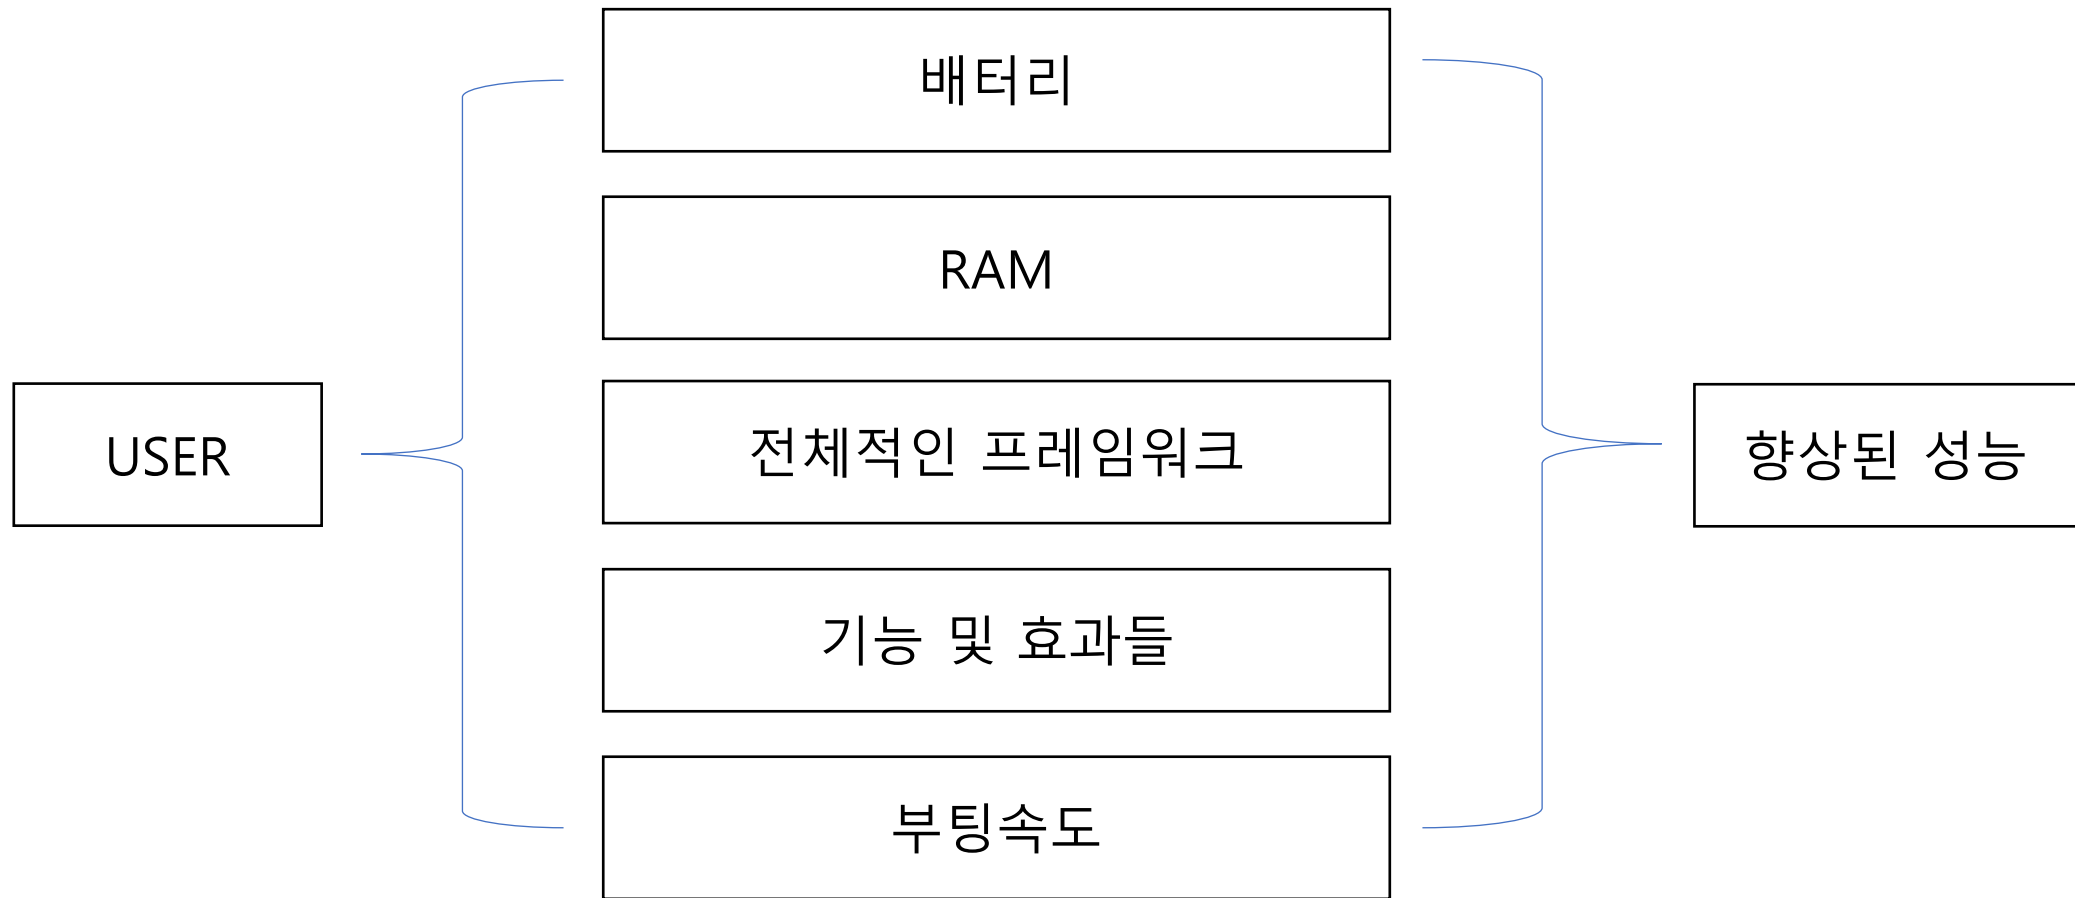 USER
배터리
RAM
전체적인 프레임워크
기능 및 효과들
부팅속도
향상된 성능